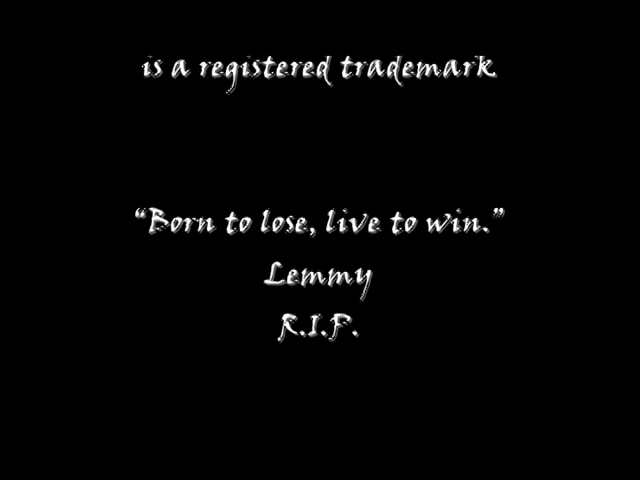 is a registered trademark
“Born to lose, live to win.”
Lemmy
R.I.P.